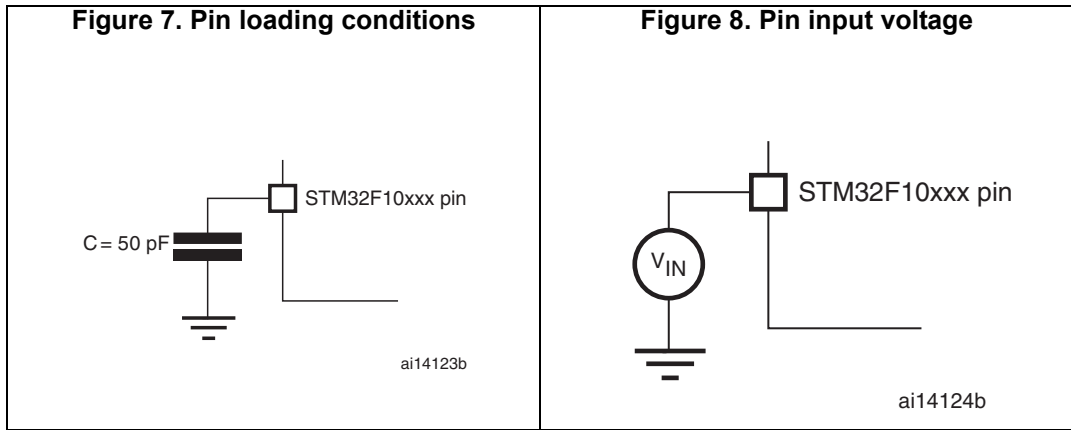 Figure 7. Pin loading conditions
STM32F10xxx pin
C = 50 pF
ai14123b
Figure 8. Pin input voltage
STM32F10xxx pin
VIN
ai14124b